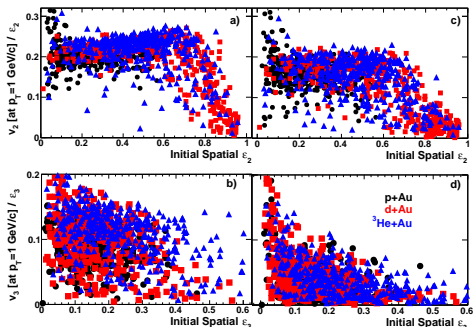 v2 [at pT=1 GeV/c] / ε2
0.3
0.2
0.1
0
a)
0 0.2 0.4 0.6 0.8 1
Initial Spatial ε2
c)
0 0.2 0.4 0.6 0.8 1
Initial Spatial ε2
v3 [at pT=1 GeV/c] / ε3
0.2
0.1
0
b)
0 0.1 0.2 0.3 0.4 0.5 0.6
Initial Spatial
d)
p+Au
d+Au
3He+Au
0 0.1 0.2 0.3 0.4 0.5 0.6
Initial Spatial